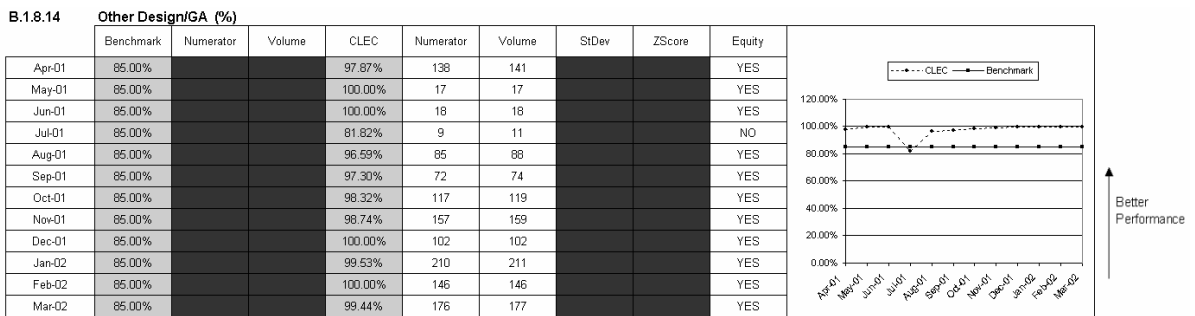 B.1.8.14 Other Design/GA (%)
Benchmark Numerator Volume CLEC Numerator Volume StDev ZScore Equity
Apr-01 85.00% 97.87% 138 141 YES
May-01 85.00% 100.00% 17 17 YES
Jun-01 85.00% 100.00% 18 18 YES
Jul-01 85.00% 81.82% 9 11 NO
Aug-01 85.00% 96.59% 85 88 YES
Sep-01 85.00% 97.30% 72 74 YES
Oct-01 85.00% 98.32% 117 119 YES
Nov-01 85.00% 98.74% 157 159 YES
Dec-01 85.00% 100.00% 102 102 YES
Jan-02 85.00% 99.53% 210 211 YES
Feb-02 85.00% 100.00% 146 146 YES
Mar-02 85.00% 99.44% 176 177 YES
CLEC Benchmark
120.00%
100.00%
80.00%
60.00%
40.00%
20.00%
0.00%
Apr-01 May-01 Jun-01 Jul-01 Aug-01 Sep-01 Oct-01 Nov-01 Dec-01 Jan-02 Feb-02 Mar-02
Better
Performance